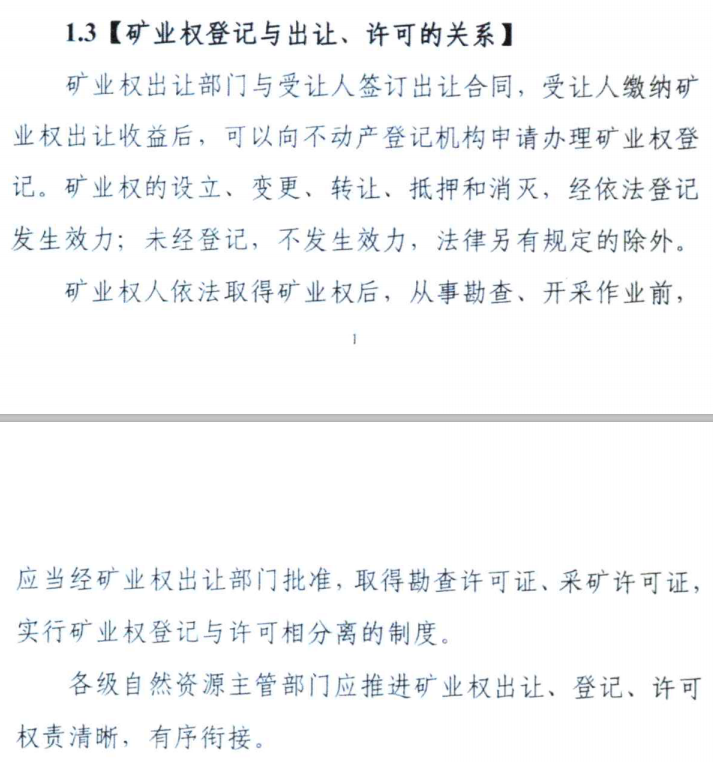 1.3【矿业权登记与出让、许可的关系】
矿业权出让部门与受让人签订出让合同，受让人缴纳矿
业权出让收益后，可以向不动产登记机构申请办理矿业权登
记。矿业权的设立、变更、转让、抵押和消灭，经依法登记
发生效力；未经登记，不发生效力，法律另有规定的除外。
矿业权人依法取得矿业权后，从事勘查、开采作业前，
1
应当经矿业权出让部门批准，取得勘查许可证、采矿许可证，
实行矿业权登记与许可相分离的制度。
各级自然资源主管部门应推进矿业权出让、登记、许可
权责清晰，有序衔接。